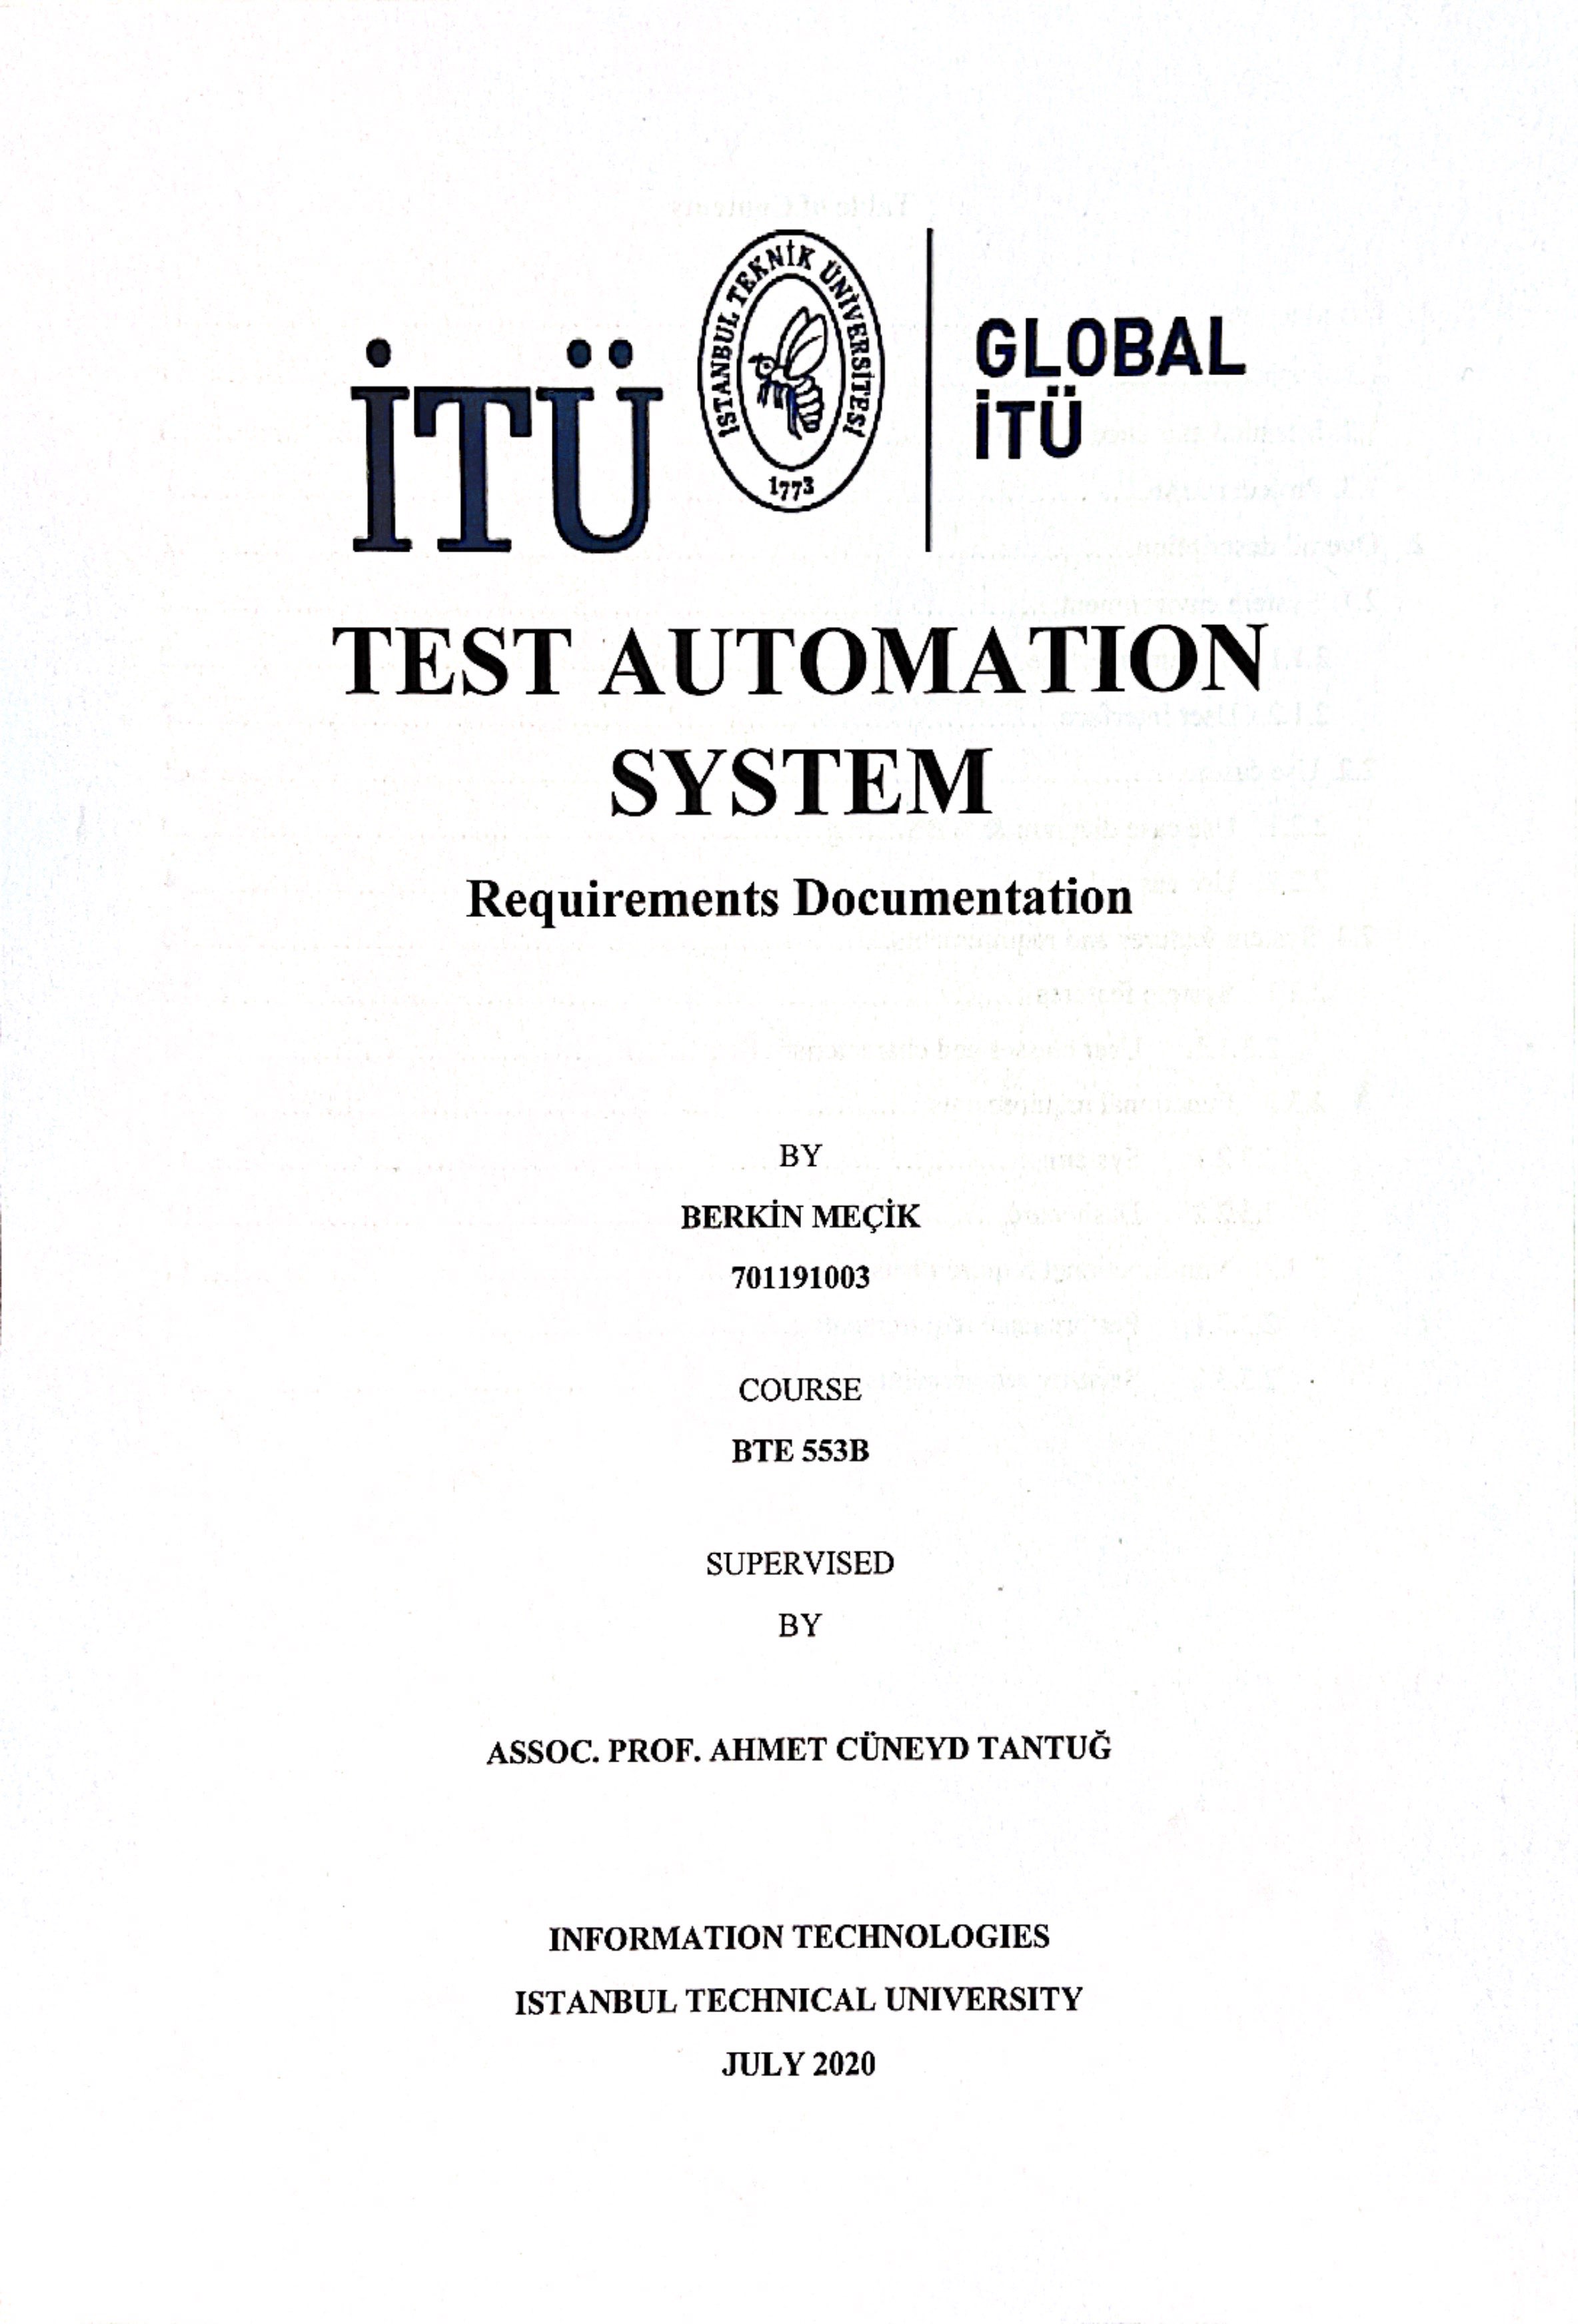 İTÜ
İSTANBUL TEKNİK ÜNİVERSİTESİ
1773
GLOBAL
İTÜ
TEST AUTOMATION
SYSTEM
Requirements Documentation
BY
BERKİN MEÇİK
701191003
COURSE
BTE 553B
SUPERVISED
BY
ASSOC. PROF. AHMET CÜNEYD TANTUĞ
INFORMATION TECHNOLOGIES
ISTANBUL TECHNICAL UNIVERSITY
JULY 2020